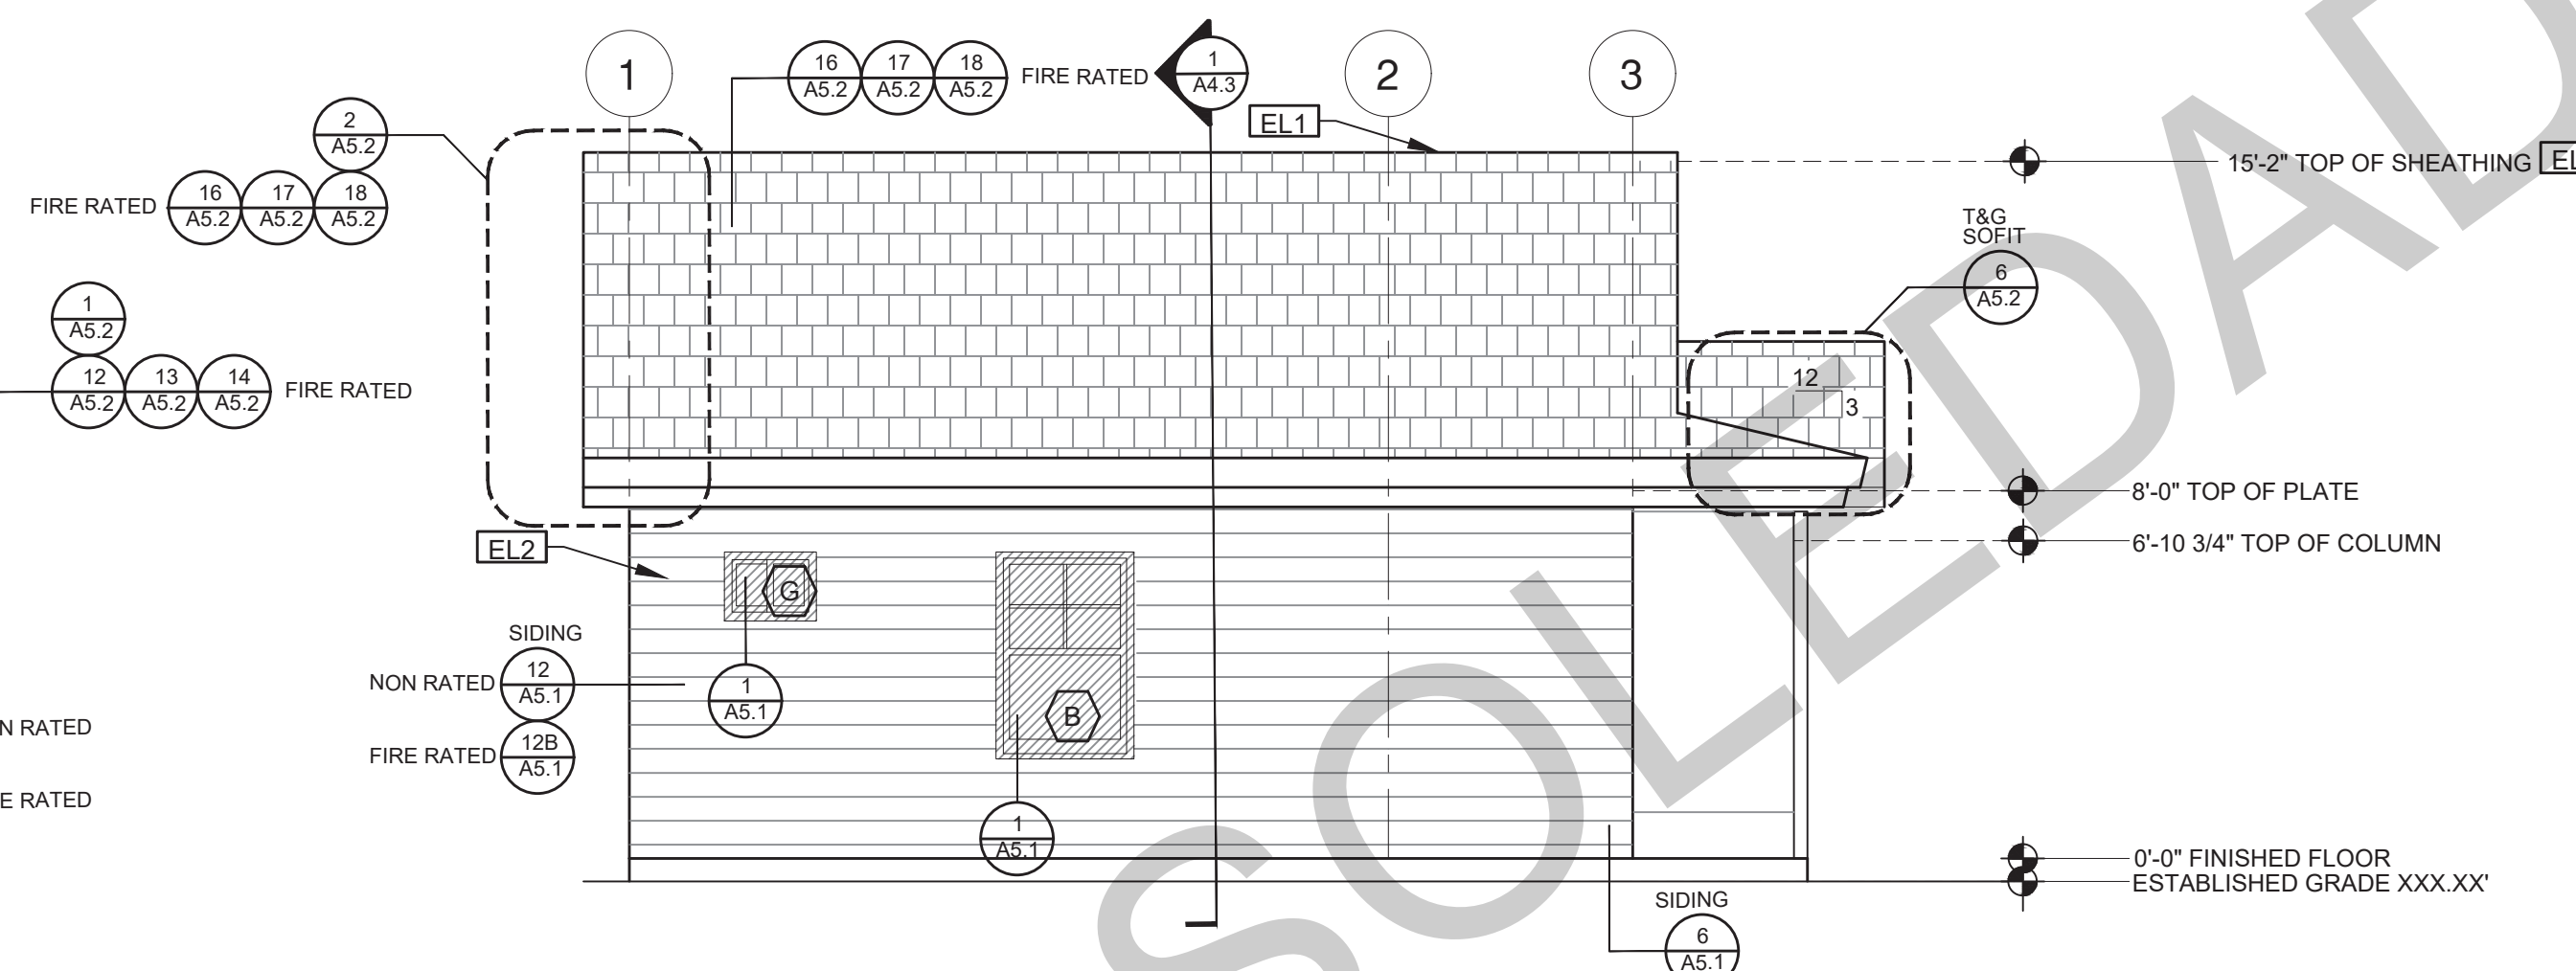 1
16 17 18
A5.2 A5.2 A5.2
FIRE RATED
1
A4.3
2
3
EL1
2
A5.2
FIRE RATED
16 17 18
A5.2 A5.2 A5.2
15'-2" TOP OF SHEATHING
T&G
SOFIT
6
A5.2
1
A5.2
12 13 14
A5.2 A5.2 A5.2
FIRE RATED
12
3
8'-0" TOP OF PLATE
6'-10 3/4" TOP OF COLUMN
EL2
G
SIDING
NON RATED
12
A5.1
1
A5.1
B
FIRE RATED
12B
A5.1
N RATED
E RATED
1
A5.1
0'-0" FINISHED FLOOR
ESTABLISHED GRADE XXX.XX'
SIDING
6
A5.1
SOLEDAD